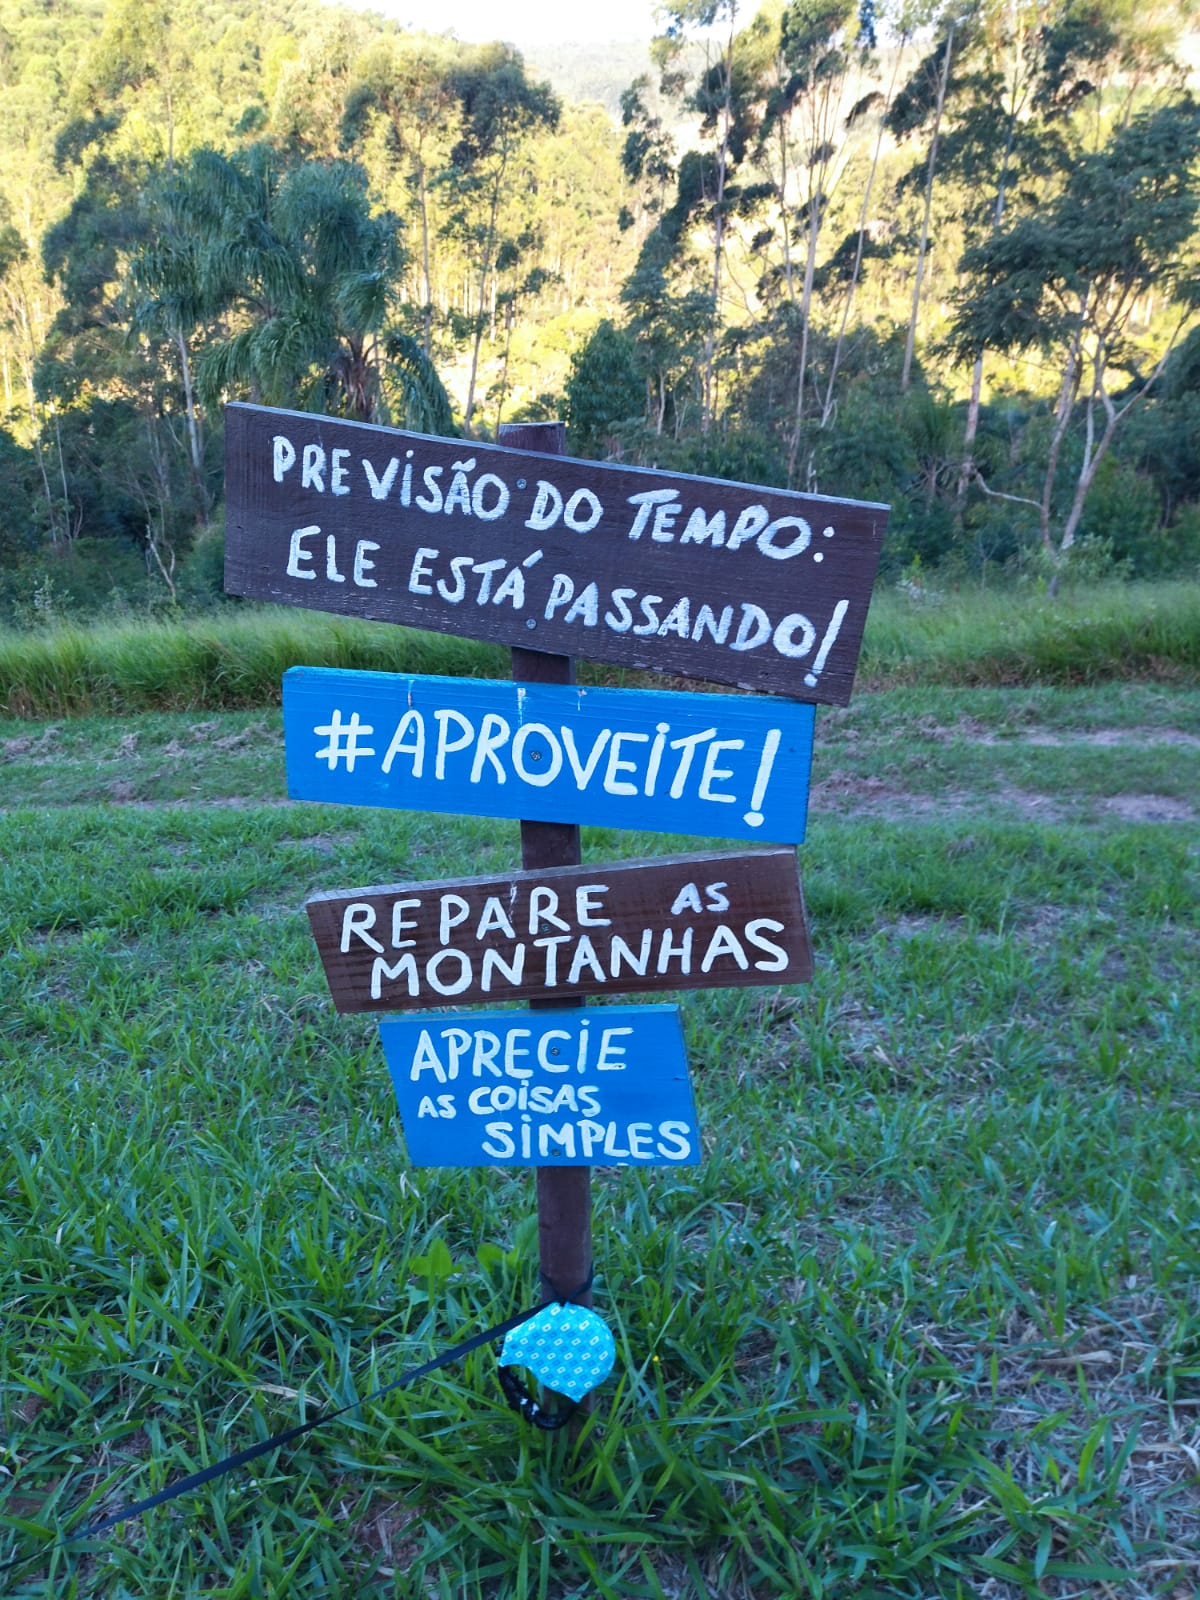 PREVISÃO DO TEMPO:
ELE ESTÁ PASSANDO!
#APROVEITE!
REPARE AS
MONTANHAS
APRECIE
AS COISAS
SIMPLES